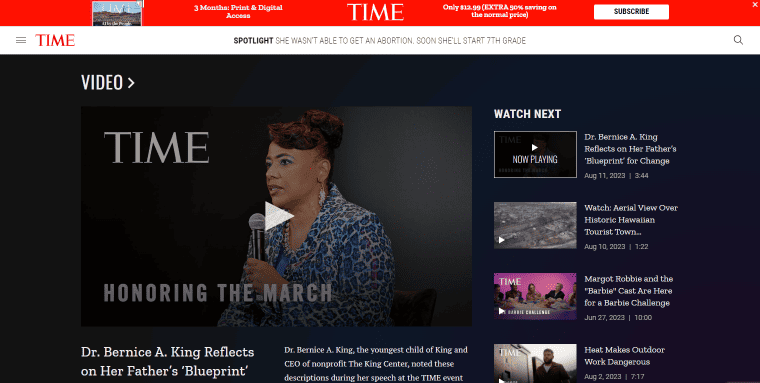 3 Months: Print & Digital
Access
TIME
Only $12.99 (EXTRA 50% saving on
the normal price)
SUBSCRIBE
TIME
SPOTLIGHT SHE WASN'T ABLE TO GET AN ABORTION. SOON SHE'LL START 7TH GRADE
VIDEO >
TIME
HONORING THE MARCH
Dr. Bernice A. King Reflects
on Her Father's 'Blueprint'
Dr. Bernice A. King, the youngest child of King and
CEO of nonprofit The King Center, noted these
descriptions during her speech at the TIME event
WATCH NEXT
NOW PLAYING
HONORING THE MARCH
Dr. Bernice A. King
Reflects on Her Father's
'Blueprint' for Change
Aug 11, 2023 | 3:44
Watch: Aerial View Over
Historic Hawaiian
Tourist Town...
Aug 10, 2023 | 1:22
TIME
BARBIE CHALLENGE
Margot Robbie and the
"Barbie" Cast Are Here
for a Barbie Challenge
Jun 27, 2023 | 10:00
TIME
Heat Makes Outdoor
Work Dangerous
Aug 2, 2023 | 7:17